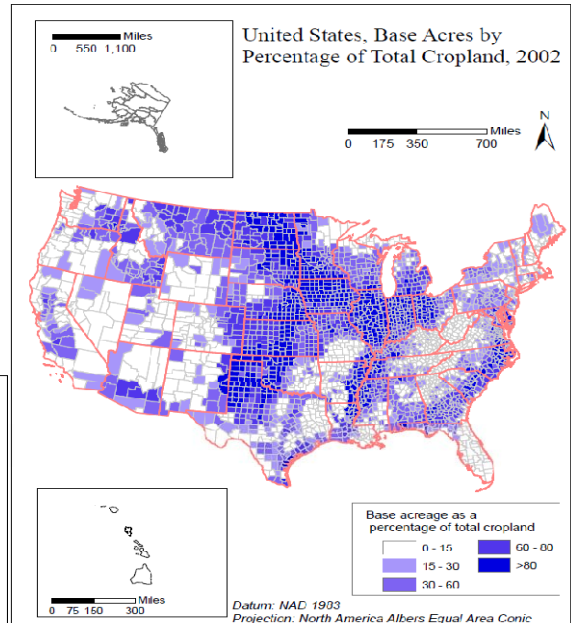 Miles
0 550 1,100
United States, Base Acres by
Percentage of Total Cropland, 2002
N
Miles
0 175 350 700
Base acreage as a
percentage of total cropland
0 - 15
15 - 30
30 - 60
60 - 80
>80
Miles
0 75 150 300
Datum: NAD 1983
Projection: North America Albers Equal Area Conic